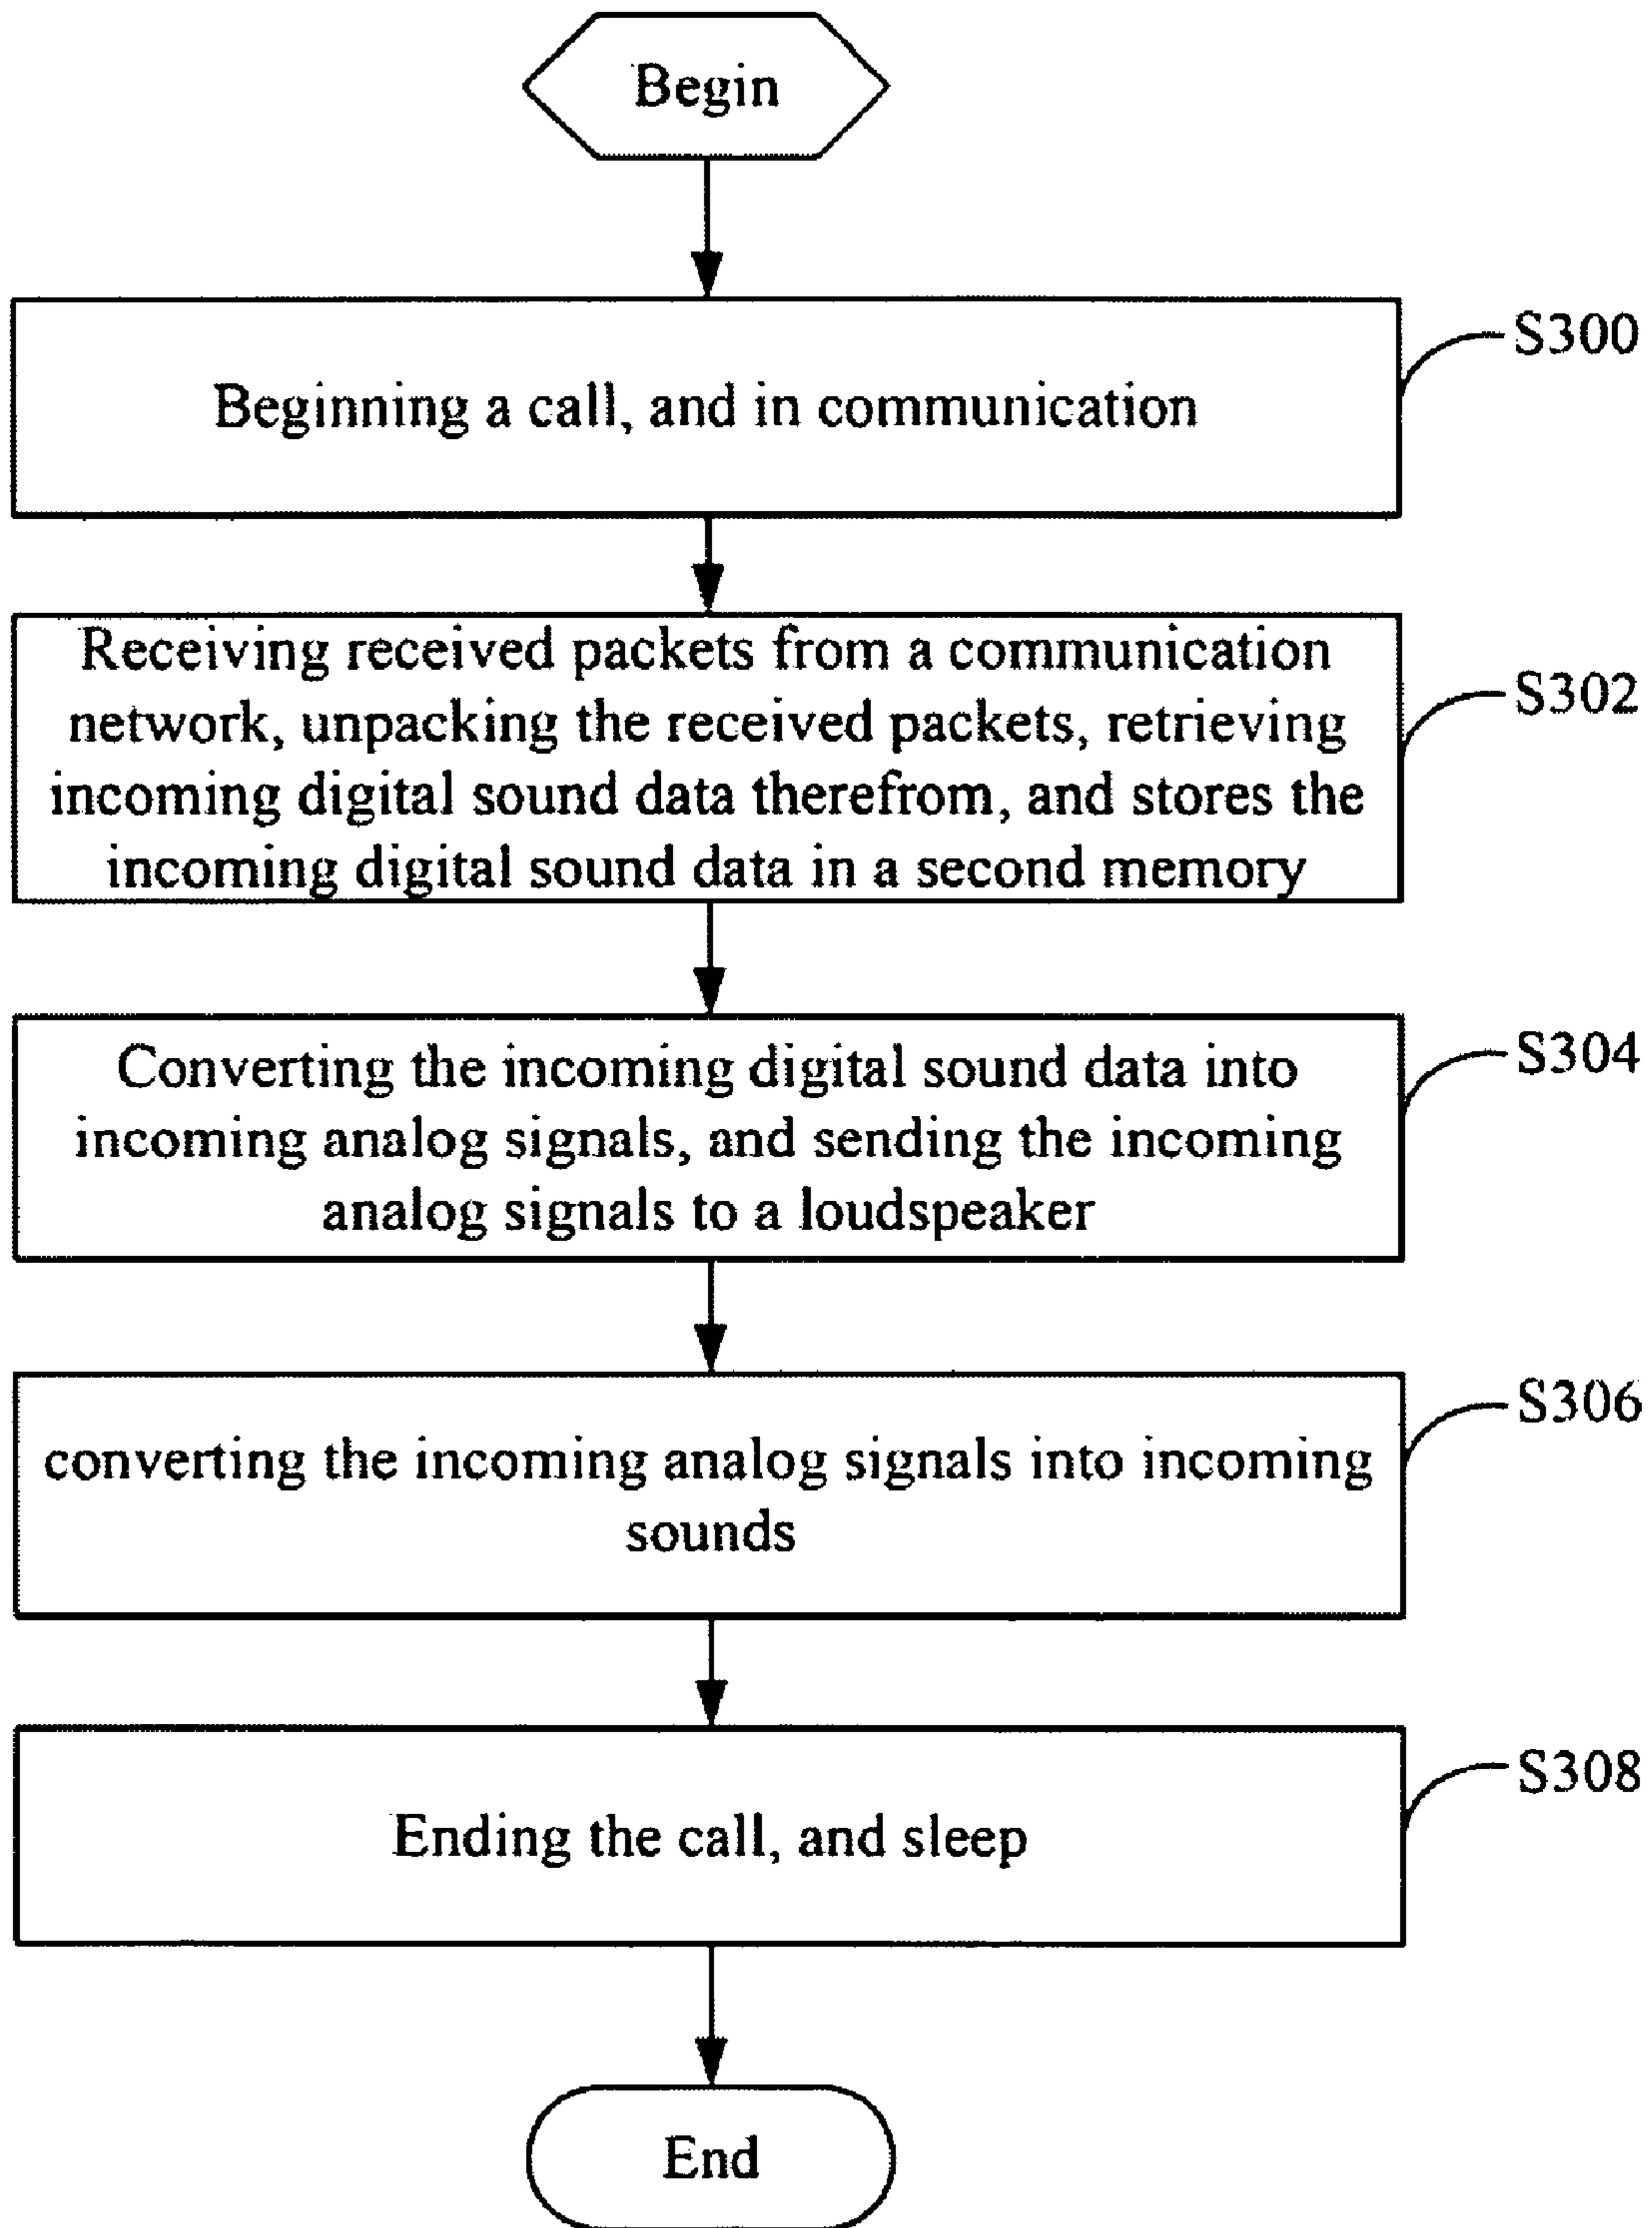 Begin
S300
Beginning a call, and in communication
Receiving received packets from a communication
S302
network, unpacking the received packets, retrieving
incoming digital sound data therefrom, and stores the
incoming digital sound data in a second memory
S304
Converting the incoming digital sound data into
incoming analog signals, and sending the incoming
analog signals to a loudspeaker
S306
converting the incoming analog signals into incoming
sounds
S308
Ending the call, and sleep
End